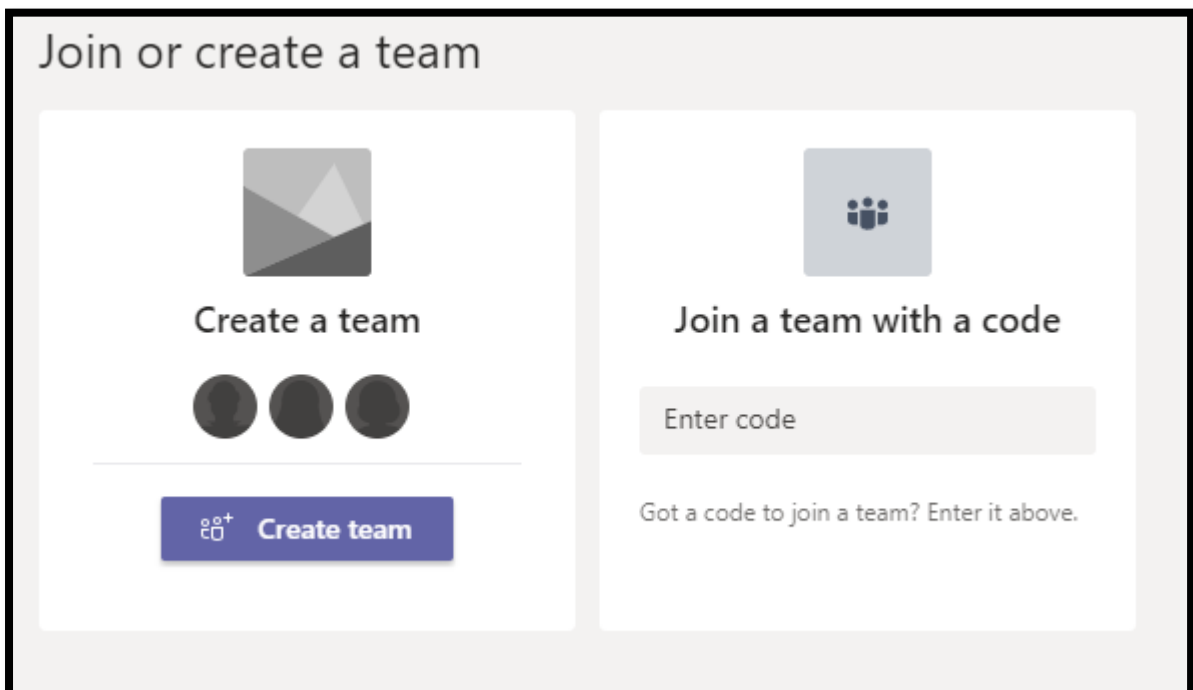 Join or create a team
Create a team
Create team
Join a team with a code
Enter code
Got a code to join a team? Enter it above.